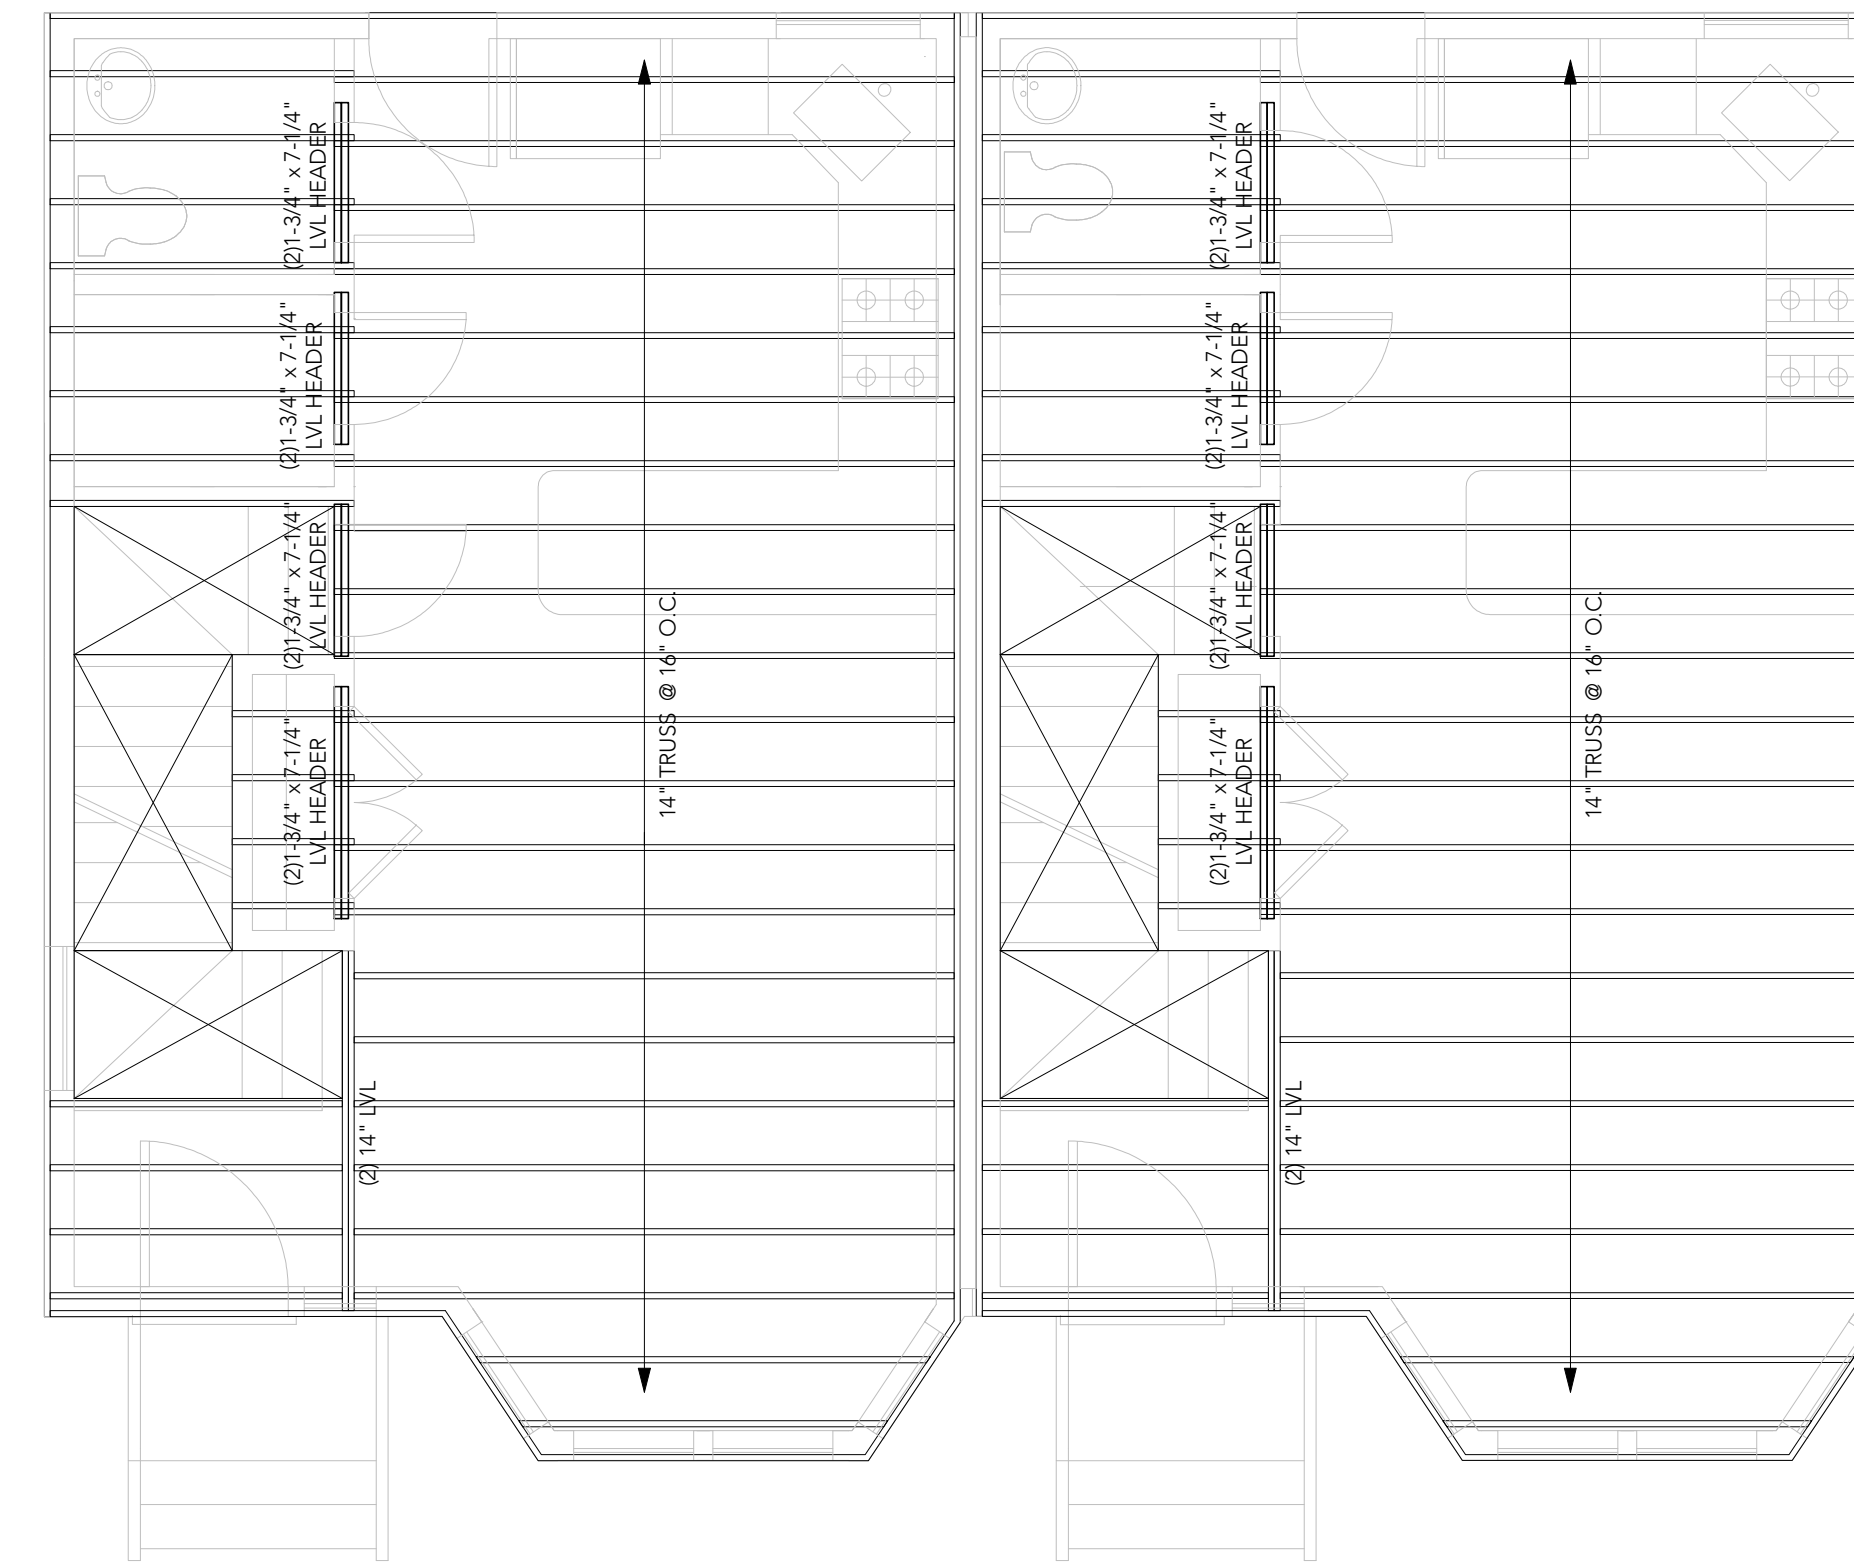 (2)1-3/4" x 7-1/4"
LVL HEADER
(2)1-3/4" x 7-1/4"
LVL HEADER
(2)1-3/4" x 7-1/4"
LVL HEADER
(2)1-3/4" x 7-1/4"
LVL HEADER
14" TRUSS @ 16" O.C.
(2) 14" LVL
(2)1-3/4" x 7-1/4"
LVL HEADER
(2)1-3/4" x 7-1/4"
LVL HEADER
(2)1-3/4" x 7-1/4"
LVL HEADER
(2)1-3/4" x 7-1/4"
LVL HEADER
14" TRUSS @ 16" O.C.
(2) 14" LVL